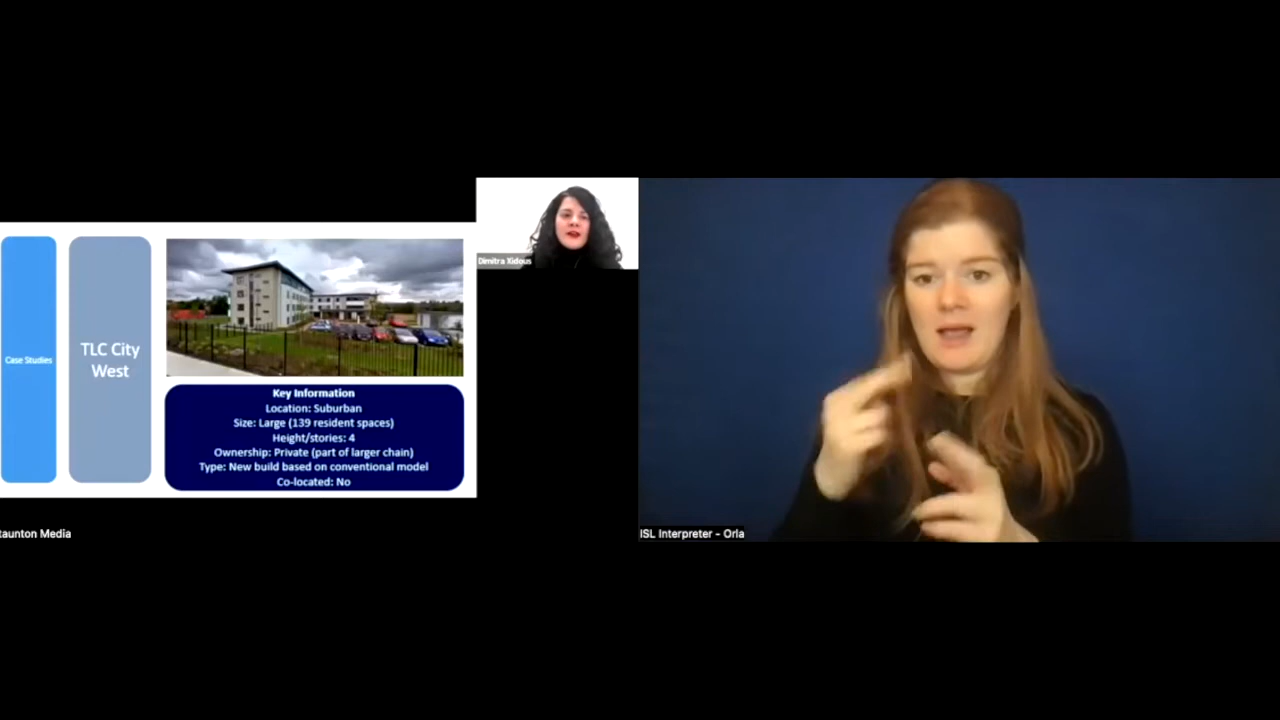 Case Studies
TLC City
West
Key Information
Location: Suburban
Size: Large (139 resident spaces)
Height/stories: 4
Ownership: Private (part of larger chain)
Type: New build based on conventional model
Co-located: No
Dimitra Xidous
taunton Media
ISL Interpreter - Orla